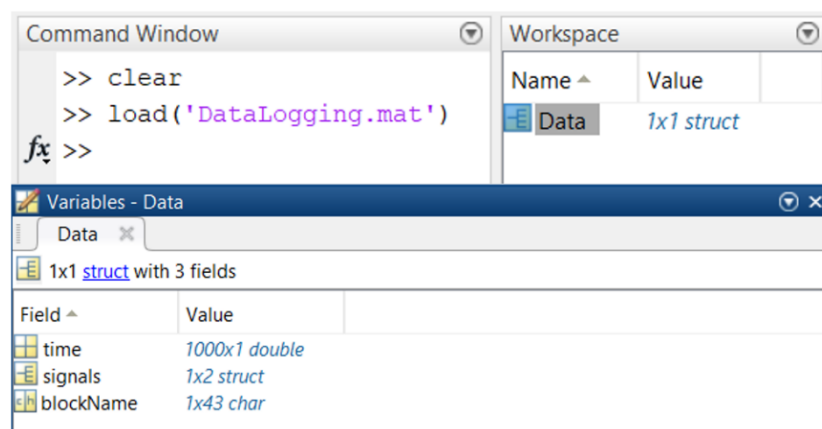 Command Window
>> clear
>> load('DataLogging.mat')
fx >>
Workspace
Name Value
Data 1x1 struct
Variables - Data
Data
1x1 struct with 3 fields
Field Value
time 1000x1 double
signals 1x2 struct
ch blockName 1x43 char